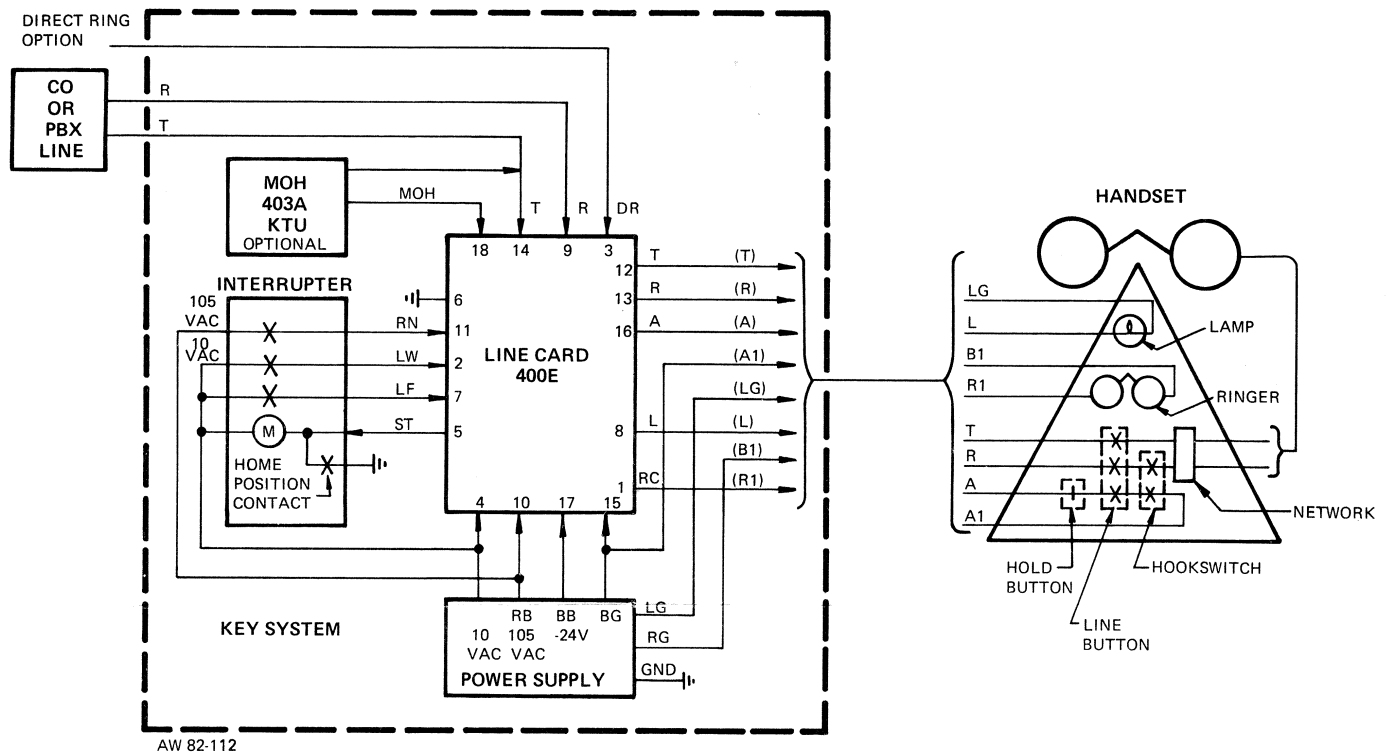 DIRECT RING
OPTION
CO
OR
PBX
LINE
R
T
MOH
403A
KTU
OPTIONAL
MOH
T
R
DR
18
14
9
3
INTERRUPTER
105
VAC
10
VAC
RN
LW
LF
ST
M
HOME
POSITION
CONTACT
6
11
2
7
5
LINE CARD
400E
12
13
16
8
1
4
10
17
15
T
R
A
L
RC
(T)
(R)
(A)
(A1)
(LG)
(L)
(B1)
(R1)
KEY SYSTEM
RB
BB
BG
10
105
-24V
VAC
VAC
POWER SUPPLY
LG
RG
GND
HANDSET
LG
L
B1
R1
T
R
A
A1
LAMP
RINGER
NETWORK
HOLD
BUTTON
HOOKSWITCH
LINE
BUTTON
AW 82-112